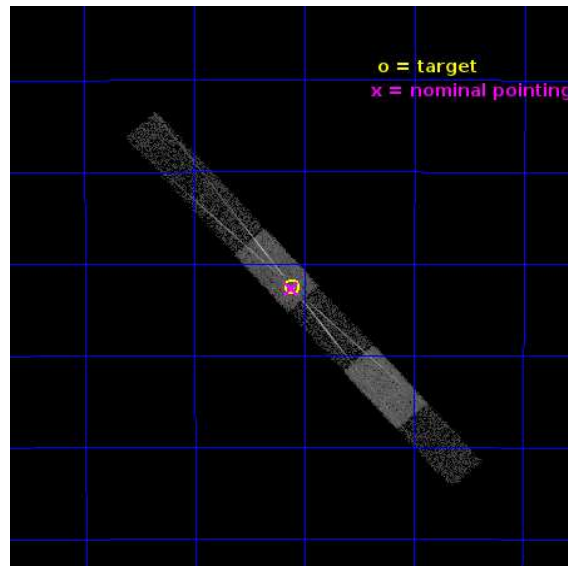 o = target
x = nominal pointing